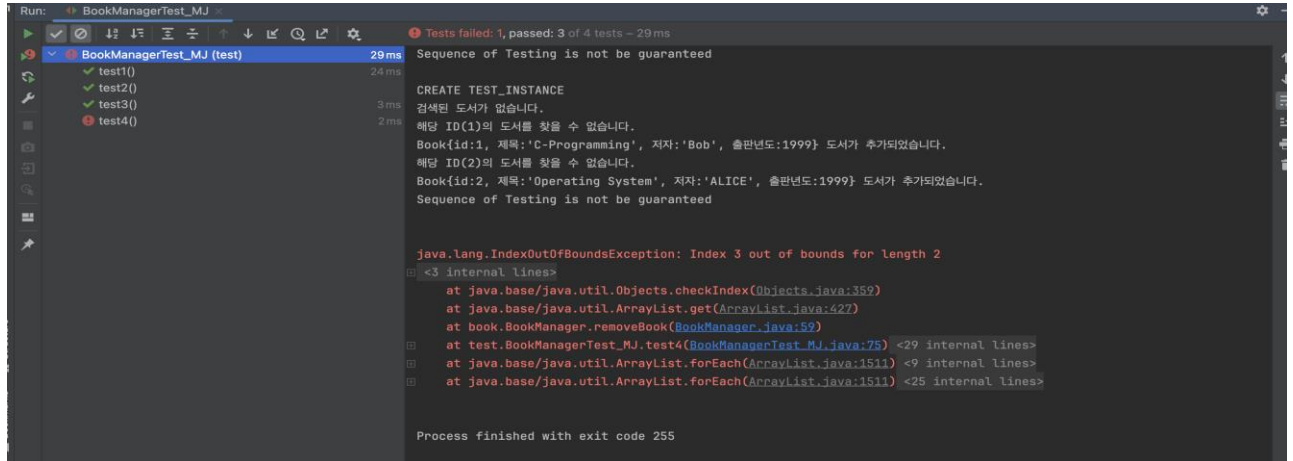 Run: BookManagerTest_MJ
Tests failed: 1, passed: 3 of 4 tests – 29 ms
BookManagerTest_MJ (test) 29 ms
test1() 24 ms
test2()
test3() 3 ms
test4() 2 ms
Sequence of Testing is not be guaranteed
CREATE TEST_INSTANCE
검색된 도서가 없습니다.
해당 ID(1)의 도서를 찾을 수 없습니다.
Book{id:1, 제목:'C-Programming', 저자:'Bob', 출판년도:1999} 도서가 추가되었습니다.
해당 ID(2)의 도서를 찾을 수 없습니다.
Book{id:2, 제목:'Operating System', 저자:'ALICE', 출판년도:1999} 도서가 추가되었습니다.
Sequence of Testing is not be guaranteed
java.lang.IndexOutOfBoundsException: Index 3 out of bounds for length 2
<3 internal lines>
at java.base/java.util.Objects.checkIndex(Objects.java:359)
at java.base/java.util.ArrayList.get(ArrayList.java:427)
at book.BookManager.removeBook(BookManager.java:59)
at test.BookManagerTest_MJ.test4(BookManagerTest_MJ.java:75) <29 internal lines>
at java.base/java.util.ArrayList.forEach(ArrayList.java:1511) <9 internal lines>
at java.base/java.util.ArrayList.forEach(ArrayList.java:1511) <25 internal lines>
Process finished with exit code 255